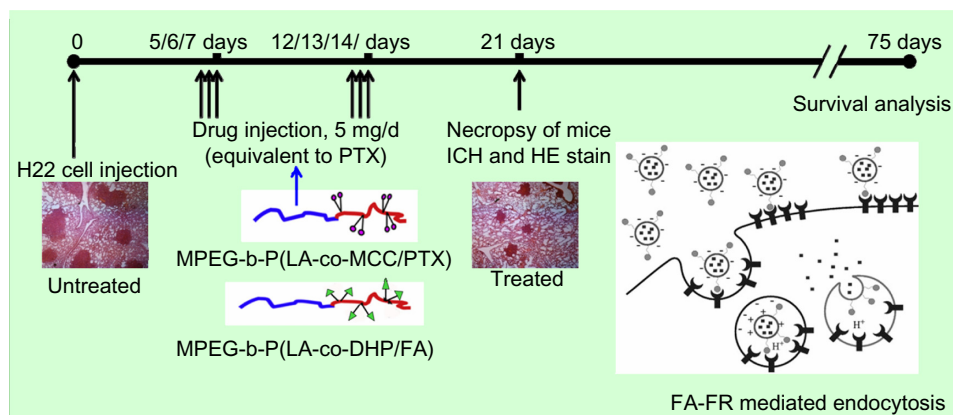 0
5/6/7 days
12/13/14/ days
21 days
75 days
Survival analysis
H22 cell injection
Untreated
Drug injection, 5 mg/d
(equivalent to PTX)
MPEG-b-P(LA-co-MCC/PTX)
MPEG-b-P(LA-co-DHP/FA)
Necropsy of mice
ICH and HE stain
Treated
H+
H+
FA-FR mediated endocytosis